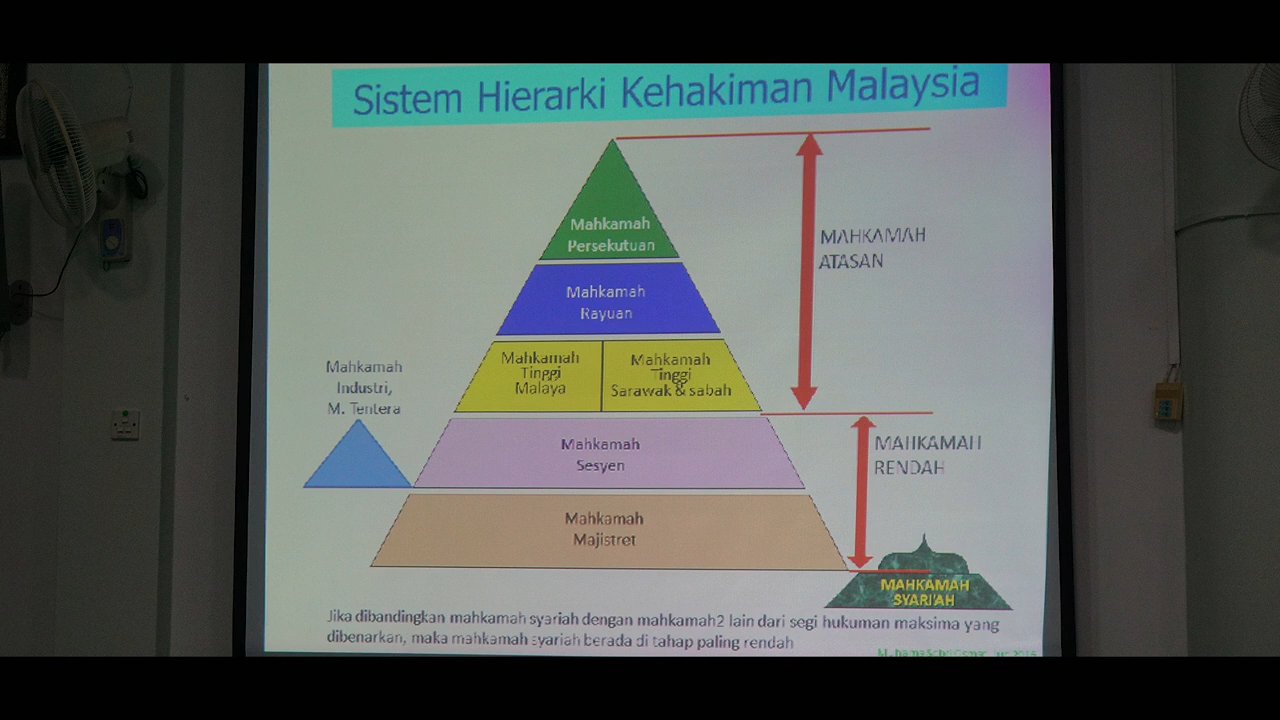 Sistem Hierarki Kehakiman Malaysia
Mahkamah
Persekutuan
MAHKAMAH
ATASAN
Mahkamah
Rayuan
Mahkamah
Tinggi
Malaya
Mahkamah
Tinggi
Sarawak & sabah
Mahkamah
Industri,
M. Tentera
Mahkamah
Sesyen
MAHKAMAH
RENDAH
Mahkamah
Majistret
MAHKAMAH
SYARI'AH
Jika dibandingkan mahkamah syariah dengan mahkamah2 lain dari segi hukuman maksima yang
dibenarkan, maka mahkamah syariah berada di tahap paling rendah